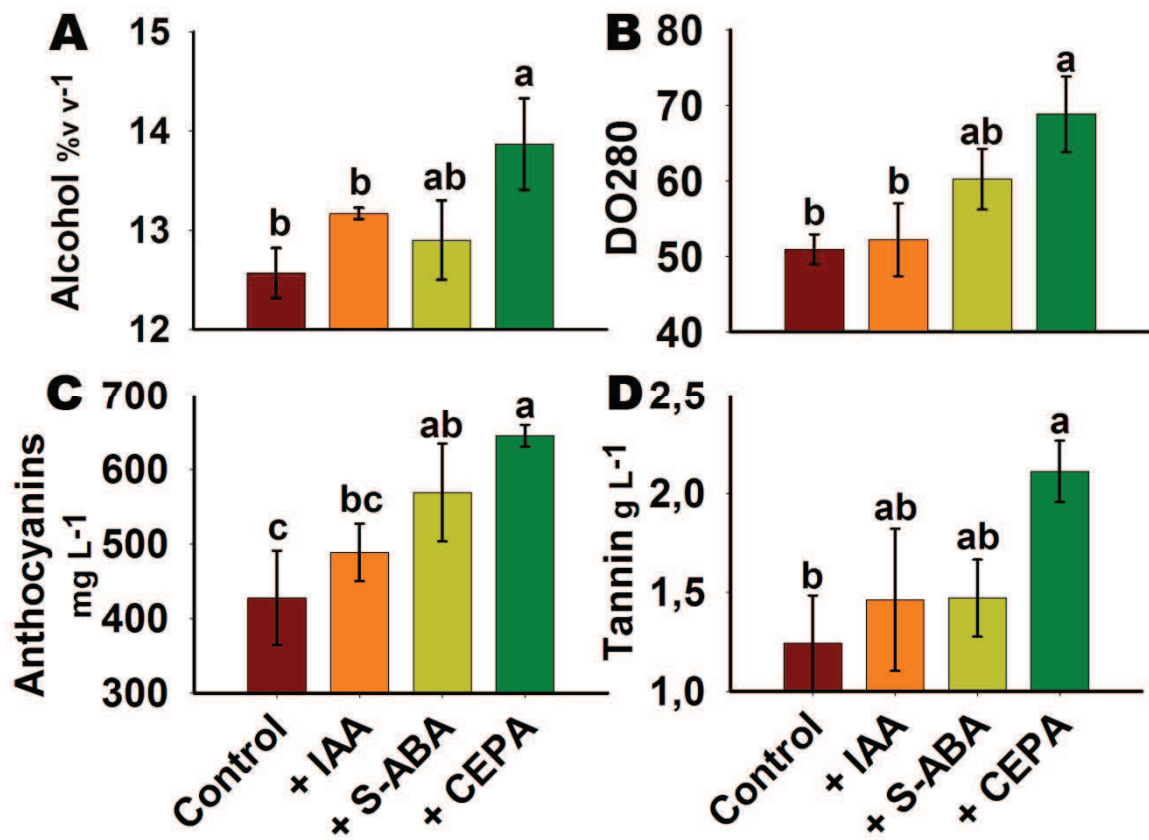 A
Alcohol %v v-1
15
14
13
12
b
b
ab
a
B
DO280
80
70
60
50
40
b
b
ab
a
C
Anthocyanins
mg L-1
700
600
500
400
300
c
bc
ab
a
Control
+ IAA
+ S-ABA
+ CEPA
D
Tannin g L-1
2,5
2,0
1,5
1,0
b
ab
ab
a
Control
+ IAA
+ S-ABA
+ CEPA